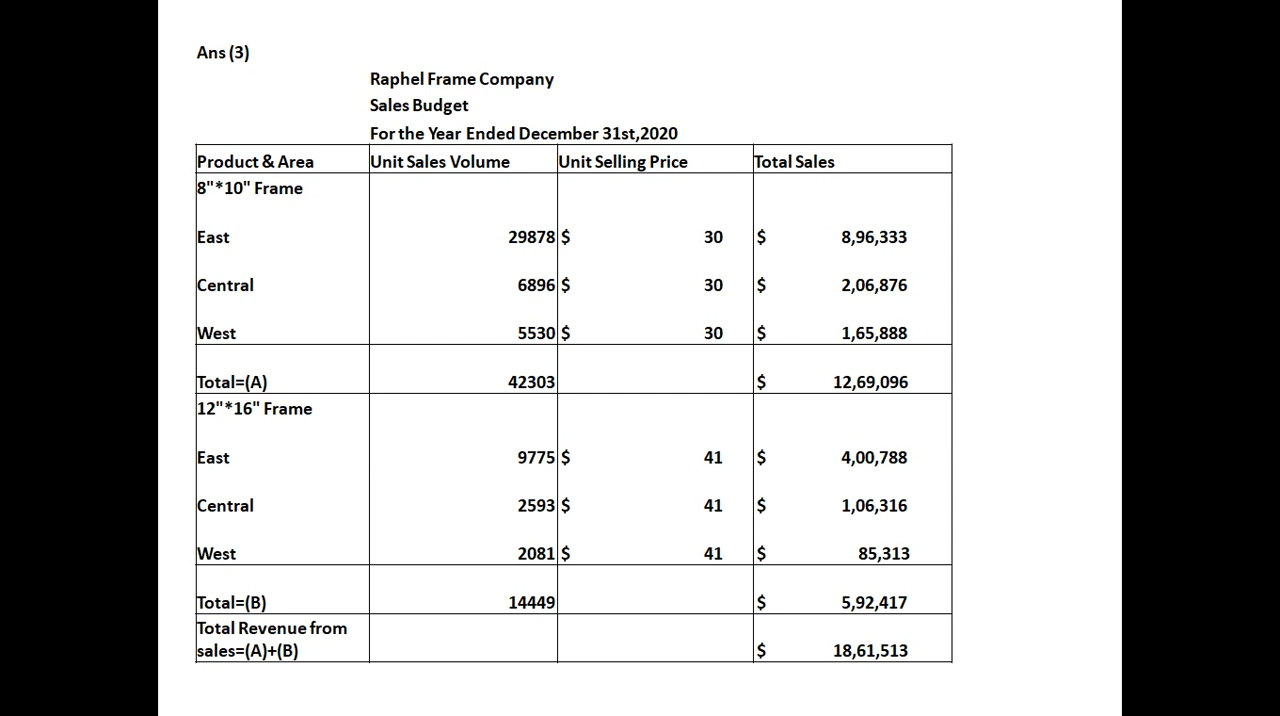 Ans (3)
Raphel Frame Company
Sales Budget
For the Year Ended December 31st,2020
Product & Area Unit Sales Volume Unit Selling Price Total Sales
8"*10" Frame
East 29878 $ 30 $ 8,96,333
Central 6896 $ 30 $ 2,06,876
West 5530 $ 30 $ 1,65,888
Total=(A) 42303 $ 12,69,096
12"*16" Frame
East 9775 $ 41 $ 4,00,788
Central 2593 $ 41 $ 1,06,316
West 2081 $ 41 $ 85,313
Total=(B) 14449 $ 5,92,417
Total Revenue from
sales=(A)+(B) $ 18,61,513